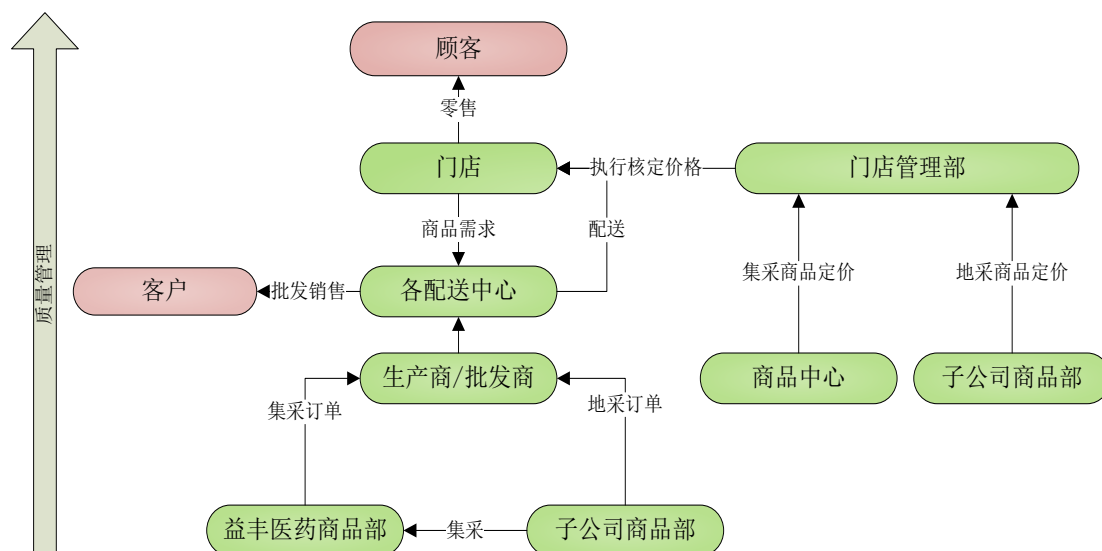 顾客
零售
门店
执行核定价格
门店管理部
商品需求
配送
质量管理
客户
批发销售
各配送中心
集采商品定价
地采商品定价
生产商/批发商
商品中心
子公司商品部
集采订单
地采订单
益丰医药商品部
集采
子公司商品部